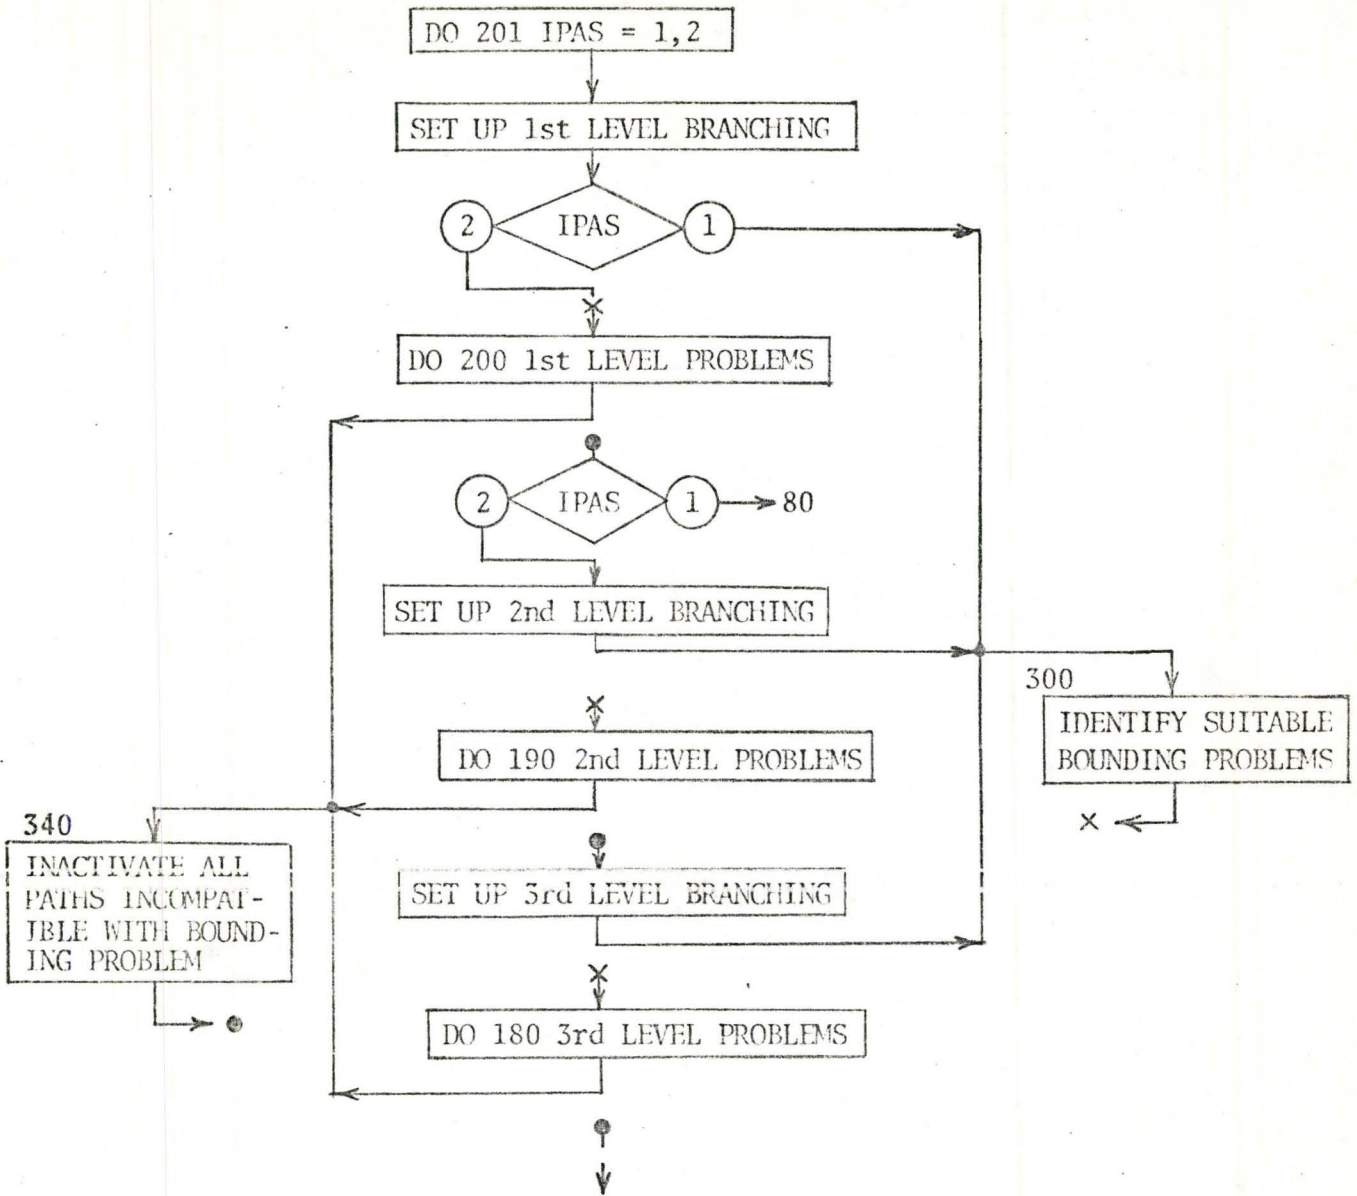 DO 201 IPAS = 1,2
SET UP 1st LEVEL BRANCHING
2 IPAS 1
×
DO 200 1st LEVEL PROBLEMS
2 IPAS 1 80
SET UP 2nd LEVEL BRANCHING
300
IDENTIFY SUITABLE
BOUNDING PROBLEMS
×
×
DO 190 2nd LEVEL PROBLEMS
340
INACTIVATE ALL
PATHS INCOMPAT-
IBLE WITH BOUND-
ING PROBLEM
SET UP 3rd LEVEL BRANCHING
×
DO 180 3rd LEVEL PROBLEMS